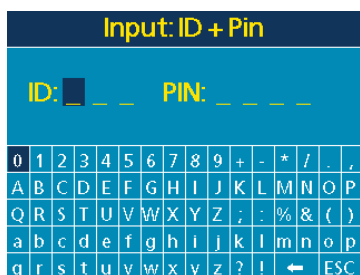 Input: ID + Pin
ID: _ _ _ PIN: _ _ _ _
0 1 2 3 4 5 6 7 8 9 + - * / . ,
A B C D E F G H I J K L M N O P
Q R S T U V W X Y Z ; : % & ( )
a b c d e f g h i j k l m n o p
q r s t u v w x y z ? ! ← ESC